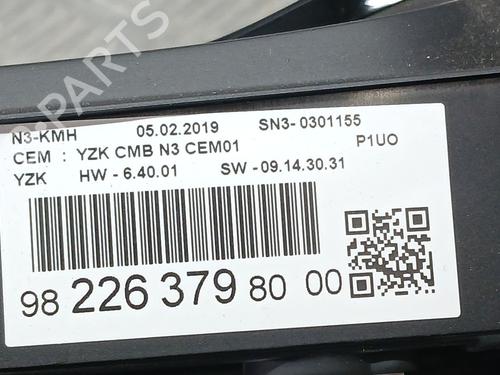 N3-KMH 05.02.2019 SN3- 0301155
CEM : YZK CMB N3 CEM01 P1UO
YZK HW - 6.40.01 SW - 09.14.30.31
98 226 379 80 00
B-PARTS